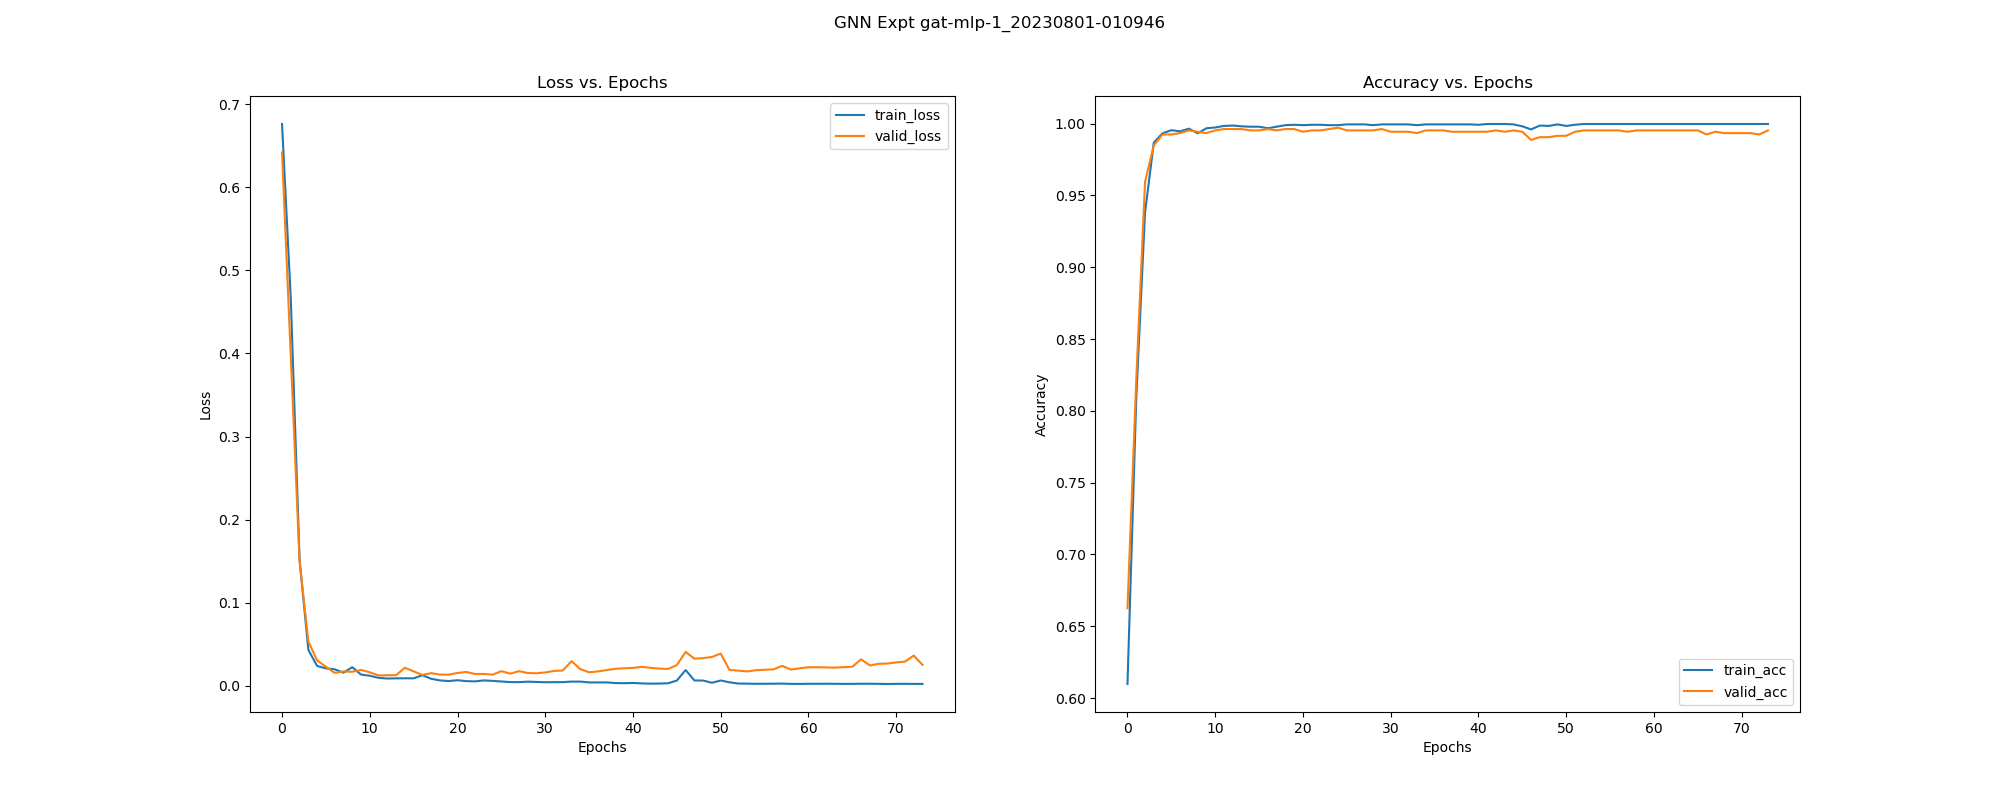 GNN Expt gat-mlp-1_20230801-010946
Loss vs. Epochs
0.7
0.6
0.5
0.4
0.3
0.2
0.1
0.0
Loss
0 10 20 30 40 50 60 70
Epochs
train_loss
valid_loss
Accuracy vs. Epochs
1.00
0.95
0.90
0.85
0.80
0.75
0.70
0.65
0.60
Accuracy
0 10 20 30 40 50 60 70
Epochs
train_acc
valid_acc